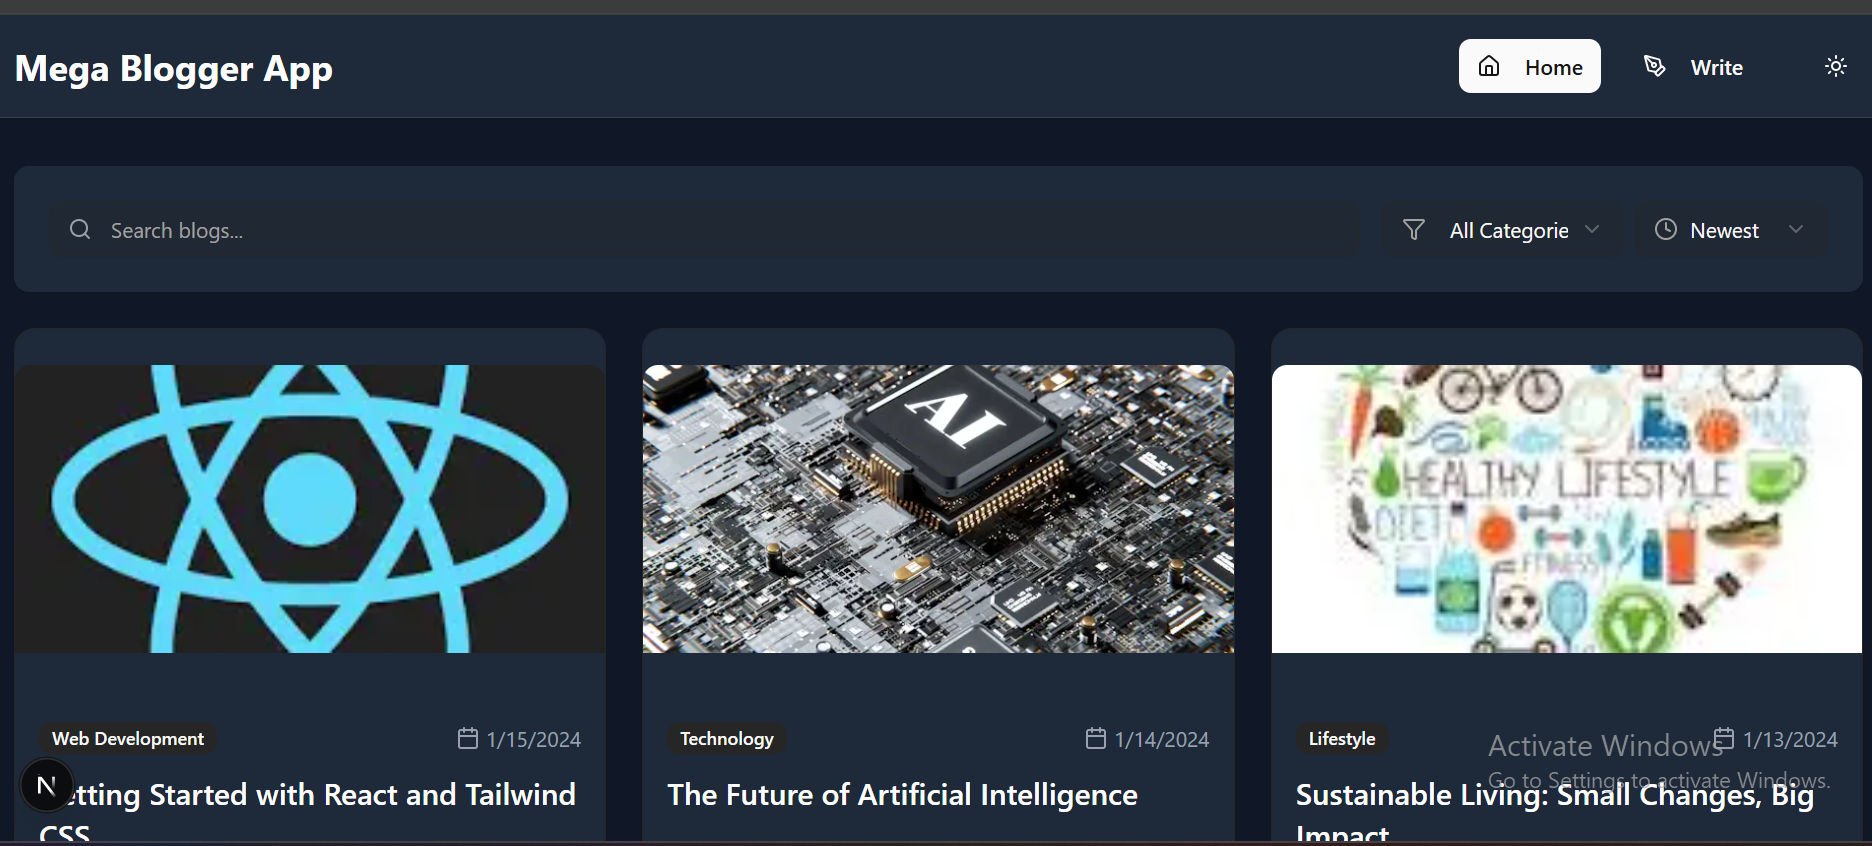 Mega Blogger App
Home
Write
Search blogs...
All Categorie
Newest
AI
HEALTHY LIFESTYLE
DIET
FITNESS
Web Development
1/15/2024
Technology
1/14/2024
Lifestyle
1/13/2024
Activate Windows
Go to Settings to activate Windows.
N
etting Started with React and Tailwind
CSS
The Future of Artificial Intelligence
Sustainable Living: Small Changes, Big
Impact